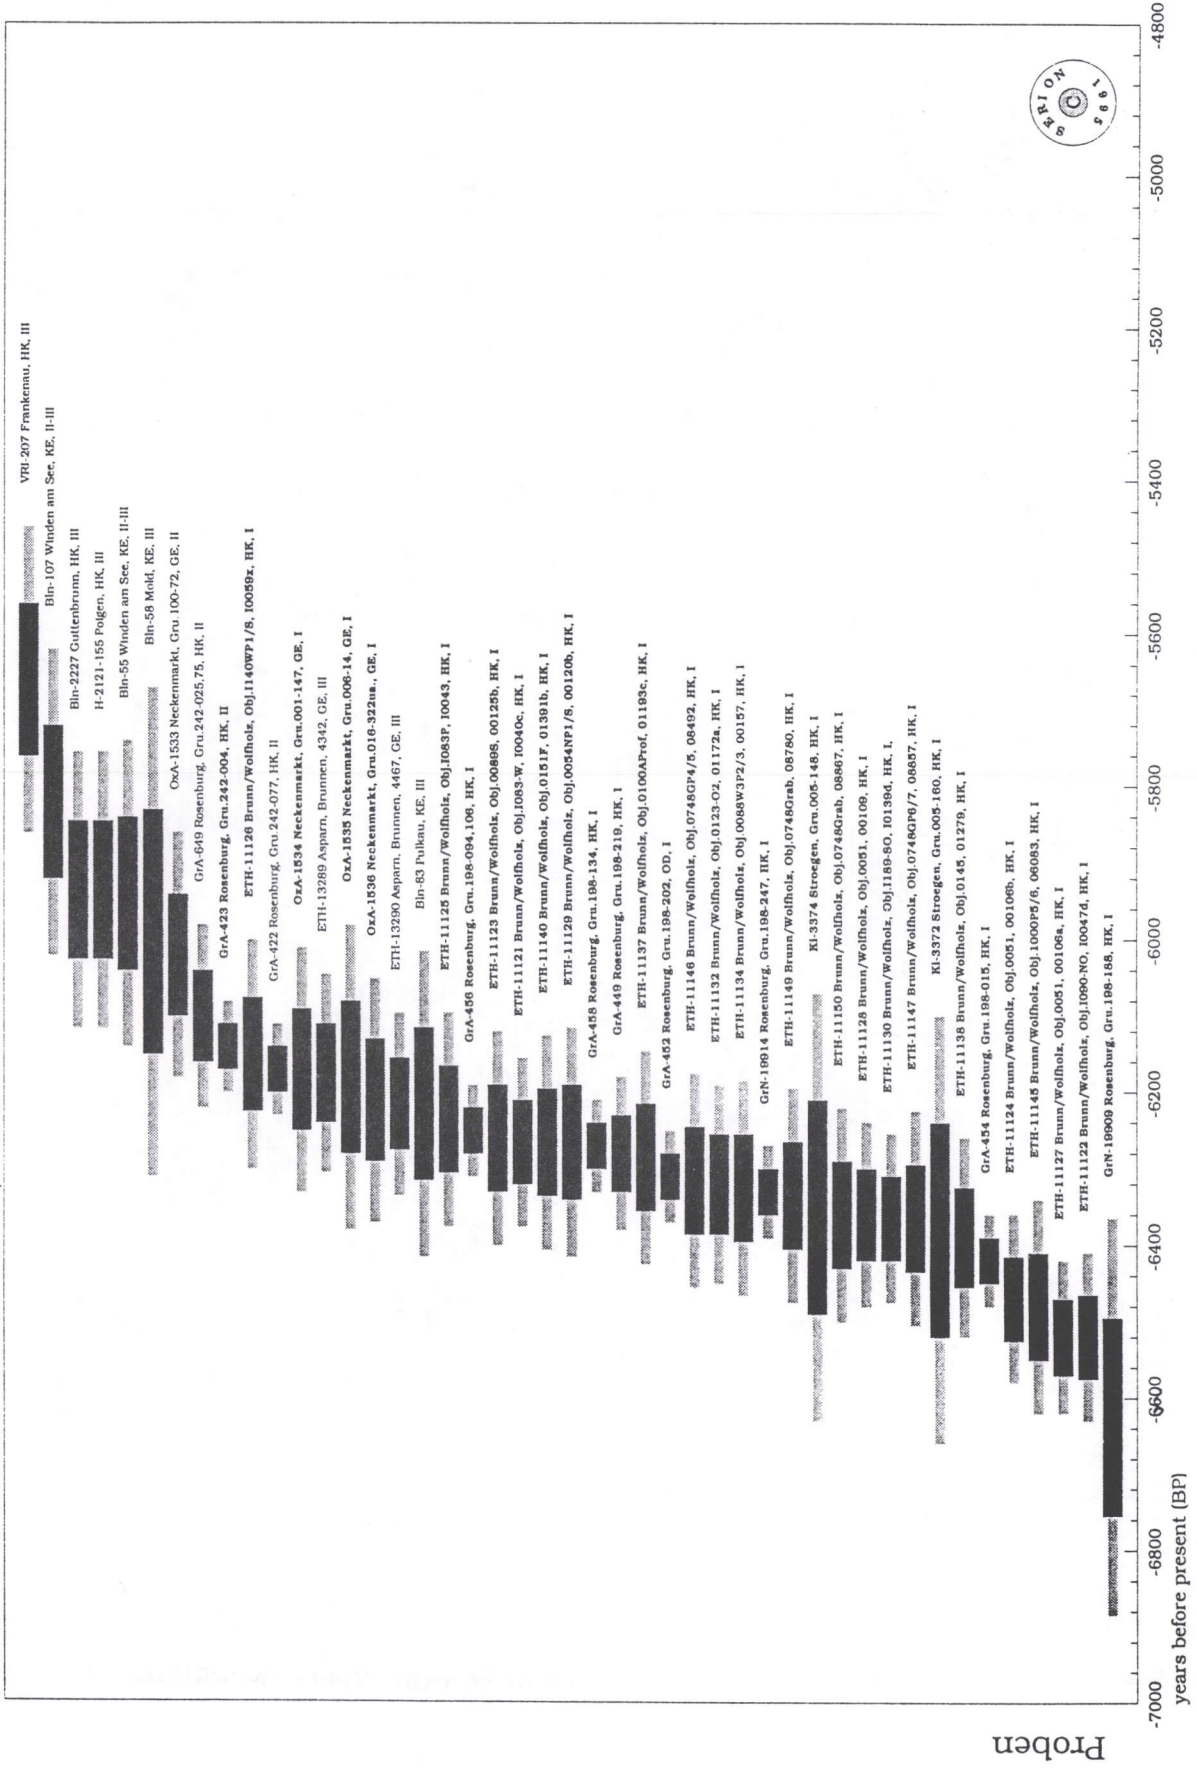 VRI-207 Frankenau, HK, III
Bln-107 Winden am See, KE, II-III
Bln-2227 Guttenbrunn, HK, III
H-2121-155 Poigen, HK, III
Bln-55 Winden am See, KE, II-III
Bln-58 Mold, KE, III
OxA-1533 Neckenmarkt, Gru.100-72, GE, II
GrA-649 Rosenburg, Gru.242-025,75, HK, II
GrA-423 Rosenburg, Gru.242-004, HK, II
ETH-11126 Brunn/Wolfholz, Obj.I140WP1/8, I0059z, HK, I
GrA-422 Rosenburg, Gru.242-077, HK, II
OxA-1534 Neckenmarkt, Gru.001-147, GE, I
ETH-13289 Asparn, Brunnen, 4342, GE, III
OxA-1535 Neckenmarkt, Gru.006-14, GE, I
OxA-1536 Neckenmarkt, Gru.016-322us., GE, I
ETH-13290 Asparn, Brunnen, 4467, GE, III
Bln-83 Pulkau, KE, III
ETH-11125 Brunn/Wolfholz, Obj.I083P, I0043, HK, I
GrA-456 Rosenburg, Gru.198-094,106, HK, I
ETH-11123 Brunn/Wolfholz, Obj.00898, 00125b, HK, I
ETH-11121 Brunn/Wolfholz, Obj.I083-W, I0040c, HK, I
ETH-11140 Brunn/Wolfholz, Obj.0151F, 01391b, HK, I
ETH-11129 Brunn/Wolfholz, Obj.0054NP1/8, 00120b, HK, I
GrA-458 Rosenburg, Gru.198-134, HK, I
GrA-449 Rosenburg, Gru.198-219, HK, I
ETH-11137 Brunn/Wolfholz, Obj.0100AProf, 01193c, HK, I
GrA-452 Rosenburg, Gru.198-202, OD, I
ETH-11146 Brunn/Wolfholz, Obj.0748GP4/5, 08492, HK, I
ETH-11132 Brunn/Wolfholz, Obj.0123-O2, 01172a, HK, I
ETH-11134 Brunn/Wolfholz, Obj.0088W3P2/3, 00157, HK, I
GrN-19914 Rosenburg, Gru.198-247, HK, I
ETH-11149 Brunn/Wolfholz, Obj.0748Grab, 08780, HK, I
KI-3374 Stroegen, Gru.005-148, HK, I
ETH-11150 Brunn/Wolfholz, Obj.0748Grab, 08867, HK, I
ETH-11128 Brunn/Wolfholz, Obj.0051, 00109, HK, I
ETH-11130 Brunn/Wolfholz, Obj.I189-SO, I0139d, HK, I,
ETH-11147 Brunn/Wolfholz, Obj.0748GP6/7, 08857, HK, I
KI-3372 Stroegen, Gru.005-160, HK, I
ETH-11138 Brunn/Wolfholz, Obj.0145, 01279, HK, I
GrA-454 Rosenburg, Gru.198-015, HK, I
ETH-11124 Brunn/Wolfholz, Obj.0051, 00106b, HK, I
ETH-11145 Brunn/Wolfholz, Obj.1000P5/6, 06083, HK, I
ETH-11127 Brunn/Wolfholz, Obj.0051, 00106a, HK, I
ETH-11122 Brunn/Wolfholz, Obj.I090-NO, I0047d, HK, I
GrN-19909 Rosenburg, Gru.198-188, HK, I
SERION
C
1995
-7000 -6800 -6600 -6400 -6200 -6000 -5800 -5600 -5400 -5200 -5000 -4800
years before present (BP)
Proben